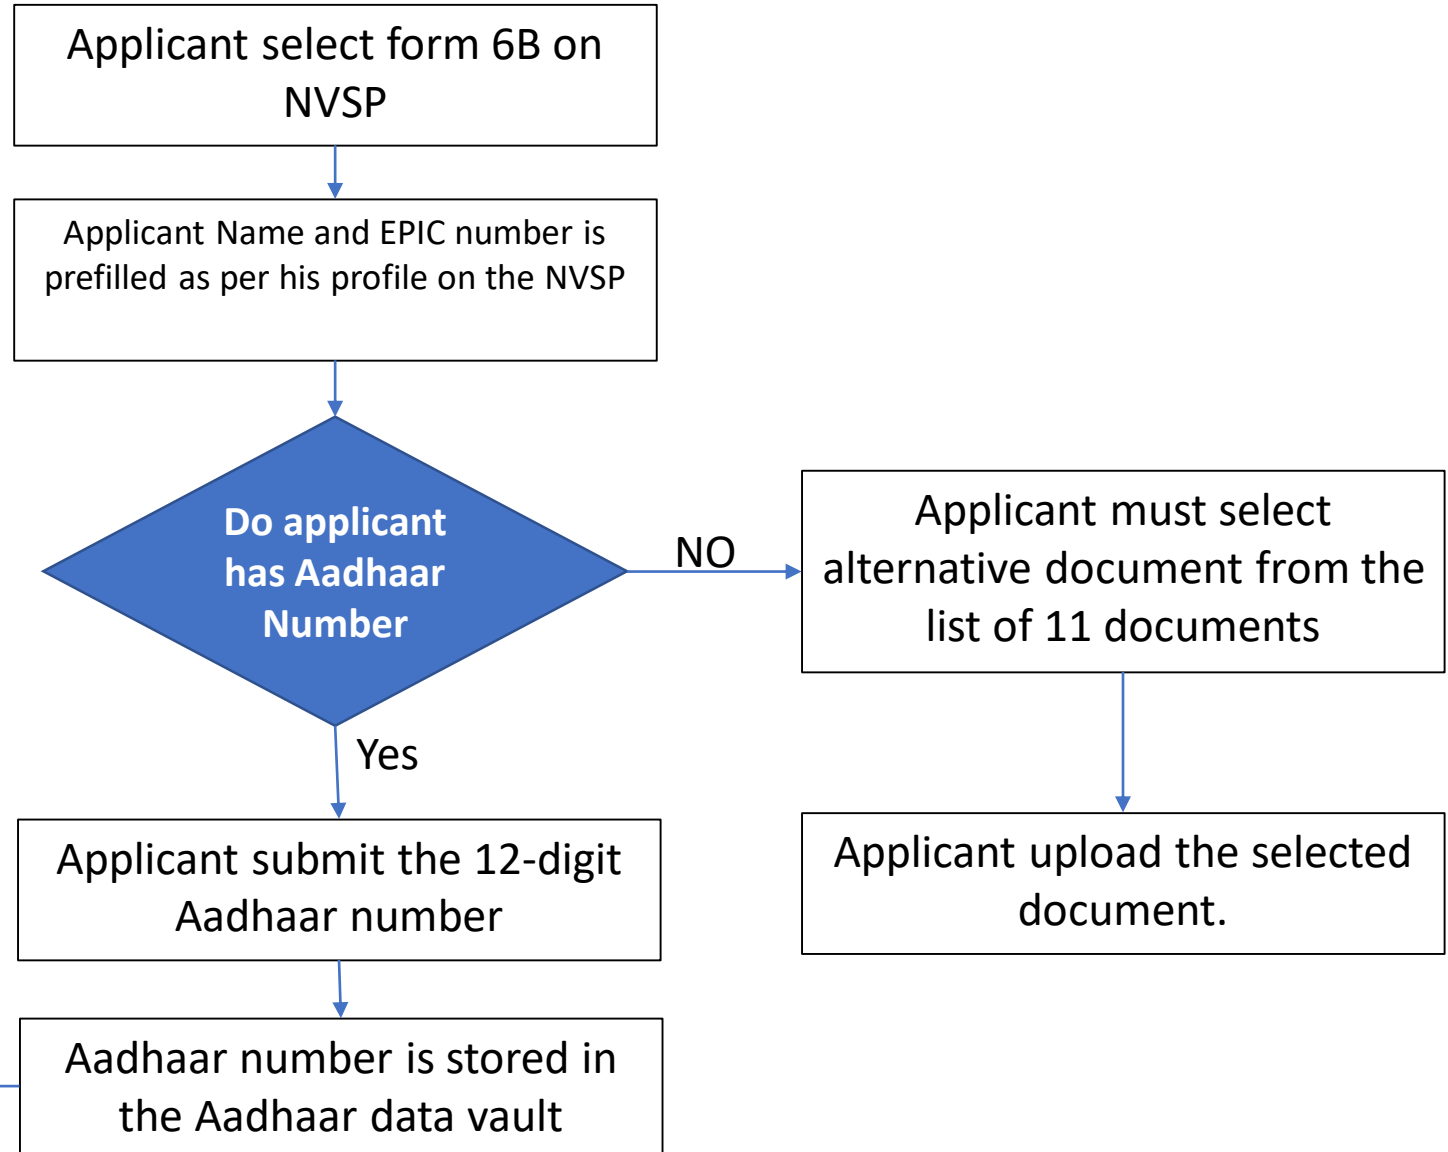 Applicant select form 6B on
NVSP
Applicant Name and EPIC number is
prefilled as per his profile on the NVSP
Do applicant
has Aadhaar
Number
NO
Applicant must select
alternative document from the
list of 11 documents
Yes
Applicant submit the 12-digit
Aadhaar number
Applicant upload the selected
document.
Aadhaar number is stored in
the Aadhaar data vault